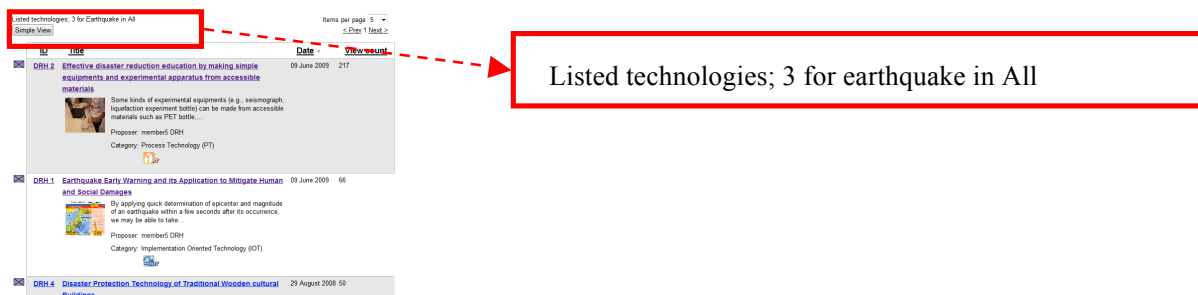 Listed technologies; 3 for Earthquake in All
Items per page 5
Simple View
< Prev 1 Next >
ID Title Date View count
DRH 2 Effective disaster reduction education by making simple 09 June 2009 217
equipments and experimental apparatus from accessible
materials
Some kinds of experimental equipments (e.g., seismograph,
liquefaction experiment bottle) can be made from accessible
materials such as PET bottle,...
Proposer: member5 DRH
Category: Process Technology (PT)
DRH 1 Earthquake Early Warning and its Application to Mitigate Human 09 June 2009 66
and Social Damages
By applying quick determination of epicenter and magnitude
of an earthquake within a few seconds after its occurrence,
we may be able to take...
Proposer: member5 DRH
Category: Implementation Oriented Technology (IOT)
DRH 4 Disaster Protection Technology of Traditional Wooden cultural 29 August 2008 50
Buildings
Listed technologies; 3 for earthquake in All